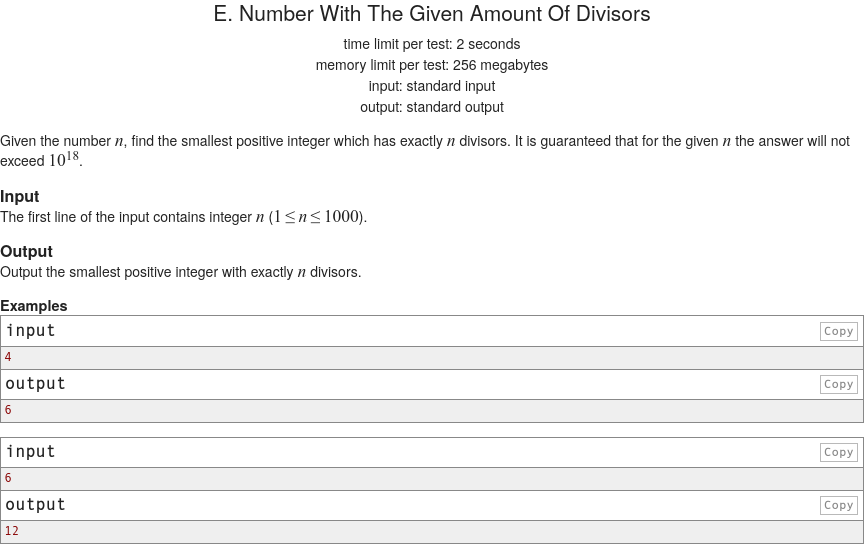 E. Number With The Given Amount Of Divisors
time limit per test: 2 seconds
memory limit per test: 256 megabytes
input: standard input
output: standard output
Given the number n, find the smallest positive integer which has exactly n divisors. It is guaranteed that for the given n the answer will not
exceed 10^18.
Input
The first line of the input contains integer n (1 ≤ n ≤ 1000).
Output
Output the smallest positive integer with exactly n divisors.
Examples
input Copy
4
output Copy
6
input Copy
6
output Copy
12